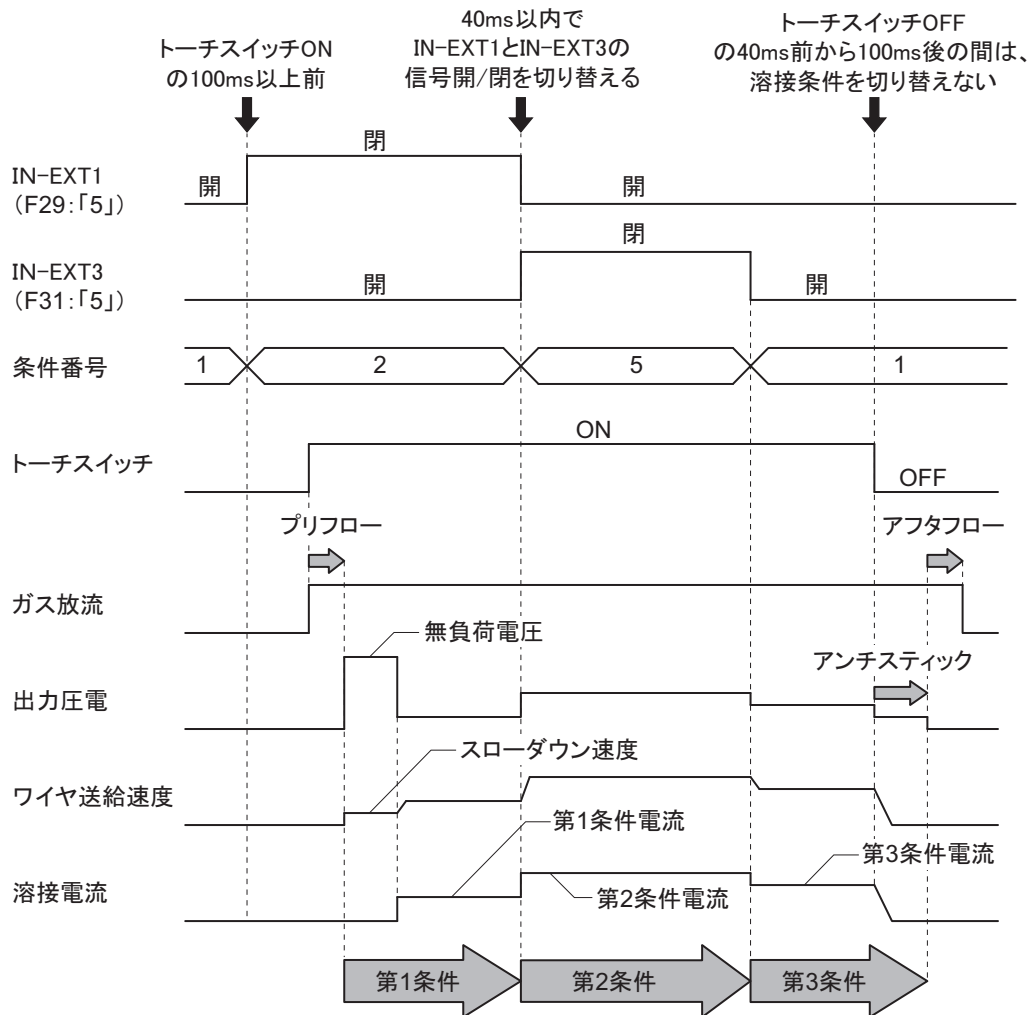 トーチスイッチON
の100ms以上前
40ms以内で
IN-EXT1とIN-EXT3の
信号開/閉を切り替える
トーチスイッチOFF
の40ms前から100ms後の間は、
溶接条件を切り替えない
IN-EXT1
(F29:「5」)
開
閉
開
IN-EXT3
(F31:「5」)
開
閉
開
条件番号
1
2
5
1
トーチスイッチ
ON
OFF
プリフロー
アフタフロー
ガス放流
無負荷電圧
アンチスティック
出力圧電
スローダウン速度
ワイヤ送給速度
第1条件電流
第3条件電流
溶接電流
第2条件電流
第1条件
第2条件
第3条件